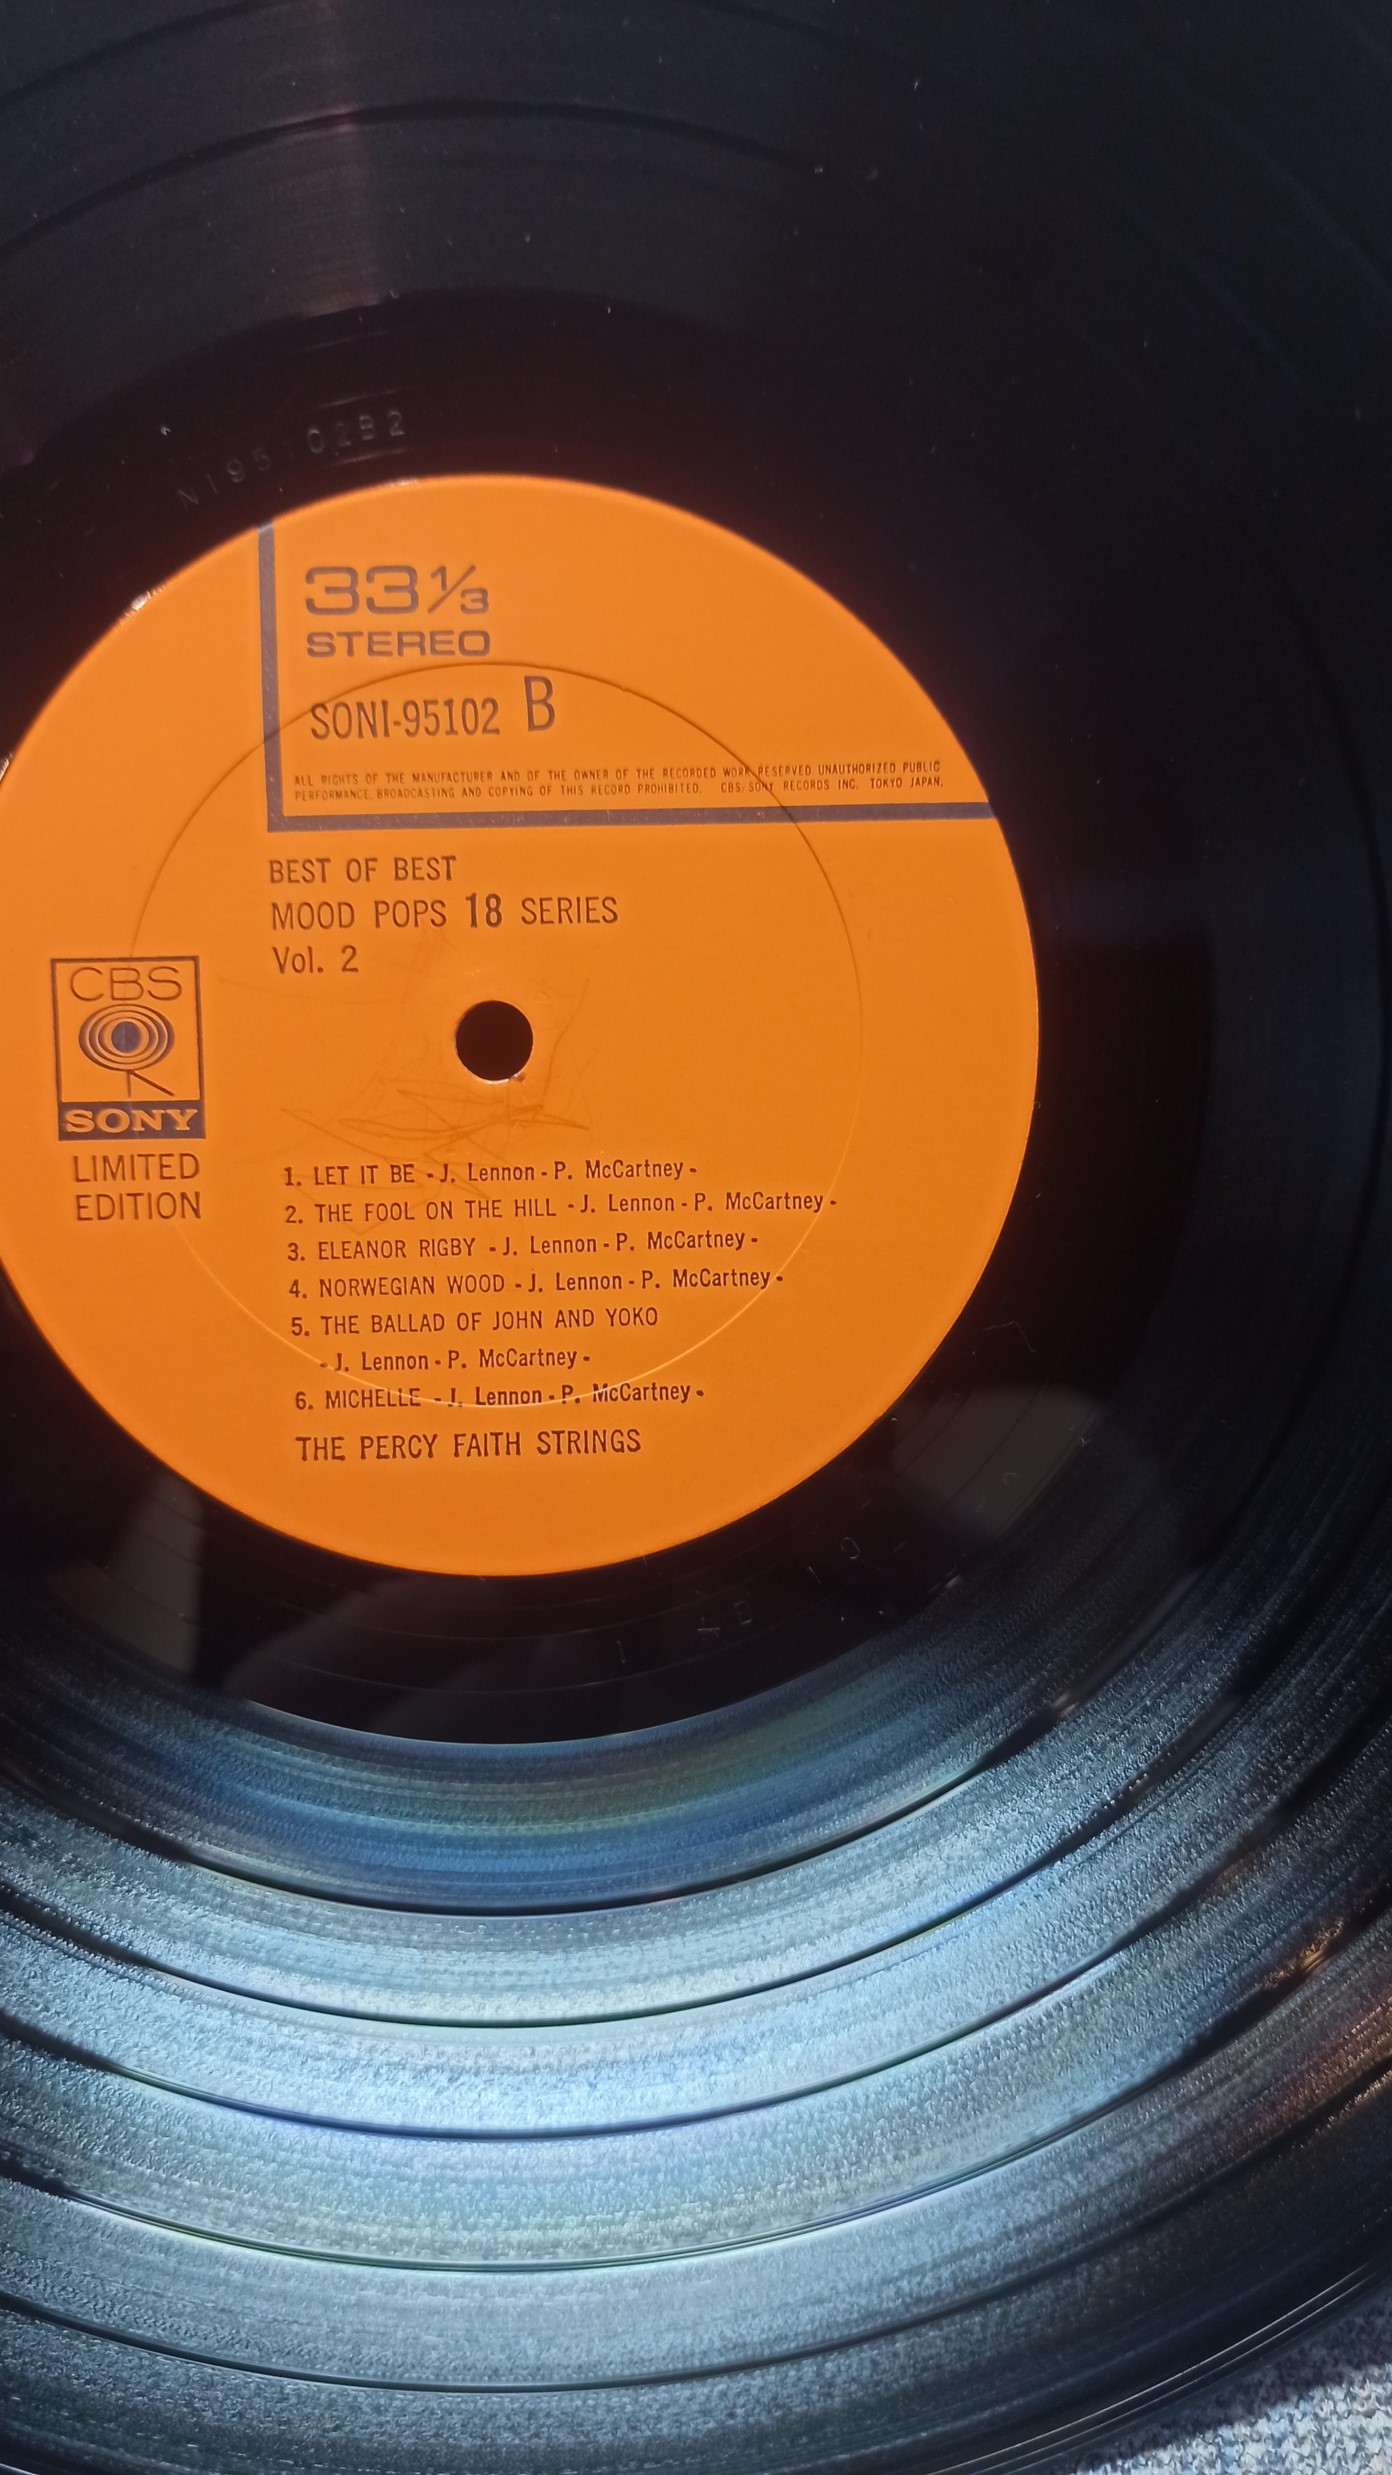 33 1/3
STEREO
SONI-95102 B
ALL RIGHTS OF THE MANUFACTURER AND OF THE OWNER OF THE RECORDED WORK RESERVED UNAUTHORIZED PUBLIC
PERFORMANCE, BROADCASTING AND COPYING OF THIS RECORD PROHIBITED. CBS/SONY RECORDS INC. TOKYO JAPAN.
BEST OF BEST
MOOD POPS 18 SERIES
Vol. 2
CBS
SONY
LIMITED
EDITION
1. LET IT BE - J. Lennon - P. McCartney -
2. THE FOOL ON THE HILL - J. Lennon - P. McCartney -
3. ELEANOR RIGBY - J. Lennon - P. McCartney -
4. NORWEGIAN WOOD - J. Lennon - P. McCartney -
5. THE BALLAD OF JOHN AND YOKO
- J. Lennon - P. McCartney -
6. MICHELLE - J. Lennon - P. McCartney -
THE PERCY FAITH STRINGS